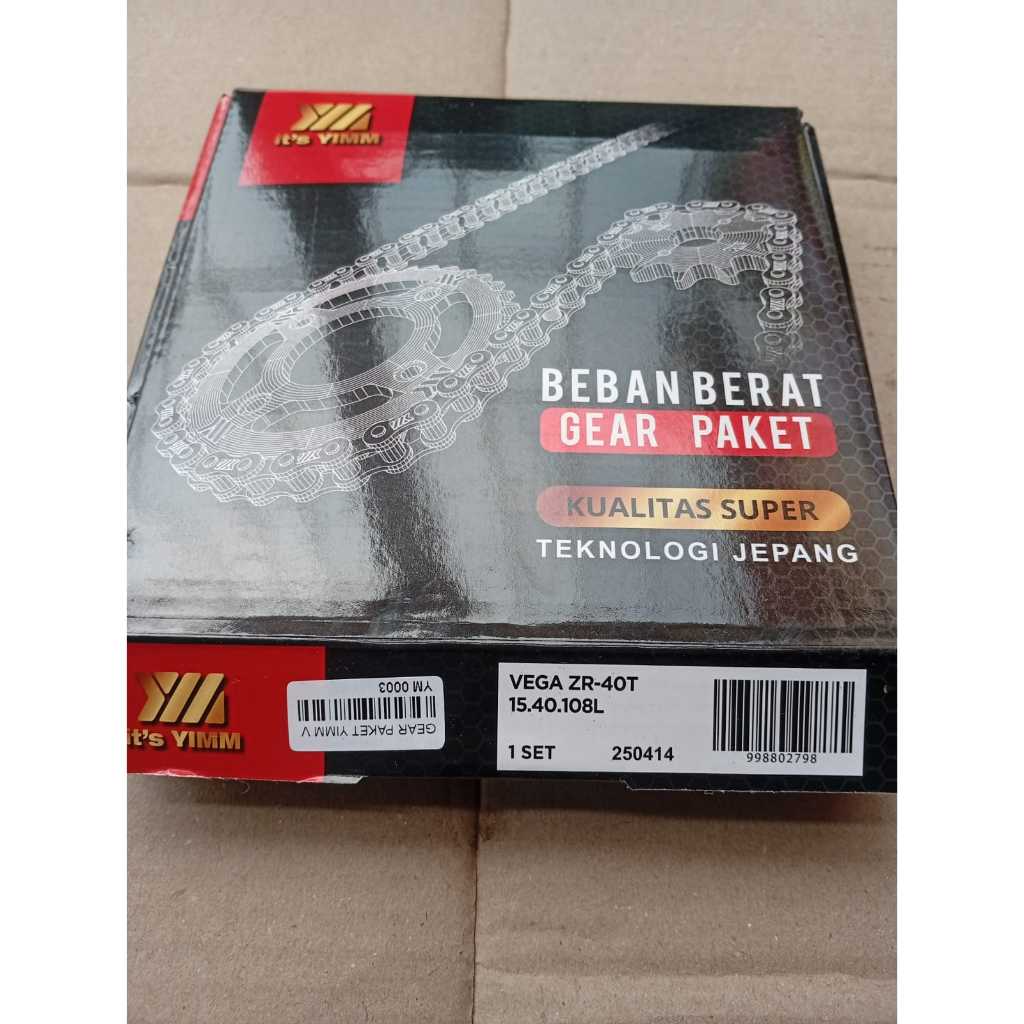 it's YIMM
BEBAN BERAT
GEAR PAKET
KUALITAS SUPER
TEKNOLOGI JEPANG
it's YIMM
YM 0003
GEAR PAKET YIMM V
VEGA ZR-40T
15.40.108L
1 SET 250414
998802798